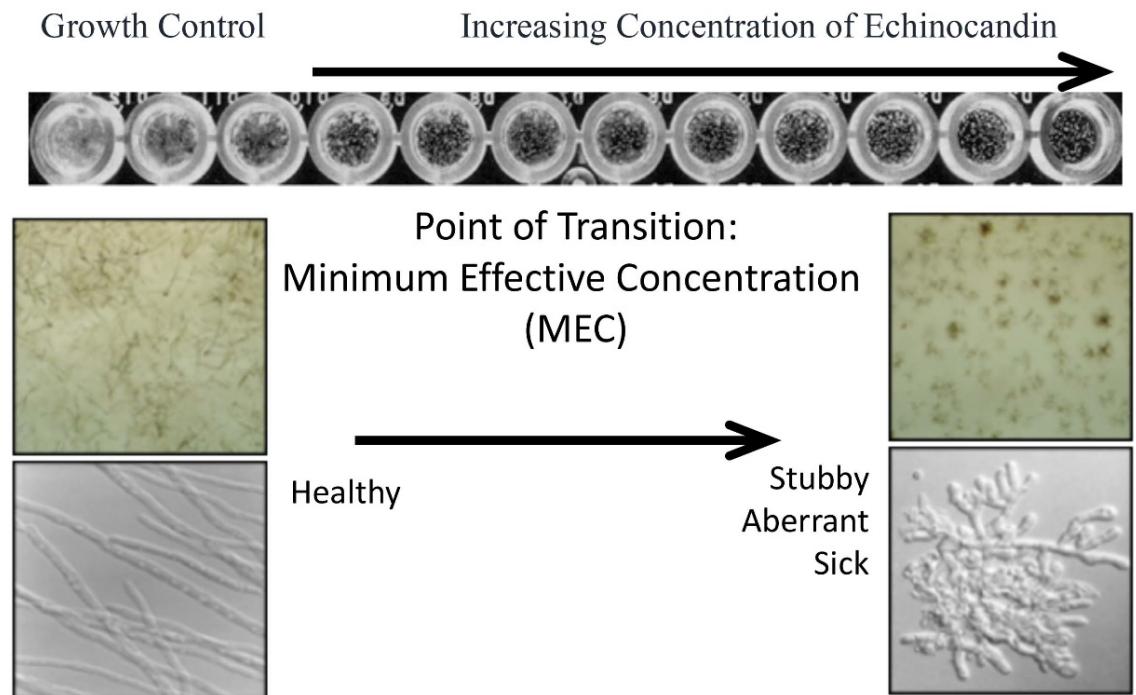 Growth Control
Increasing Concentration of Echinocandin
Point of Transition:
Minimum Effective Concentration
(MEC)
Healthy
Stubby
Aberrant
Sick